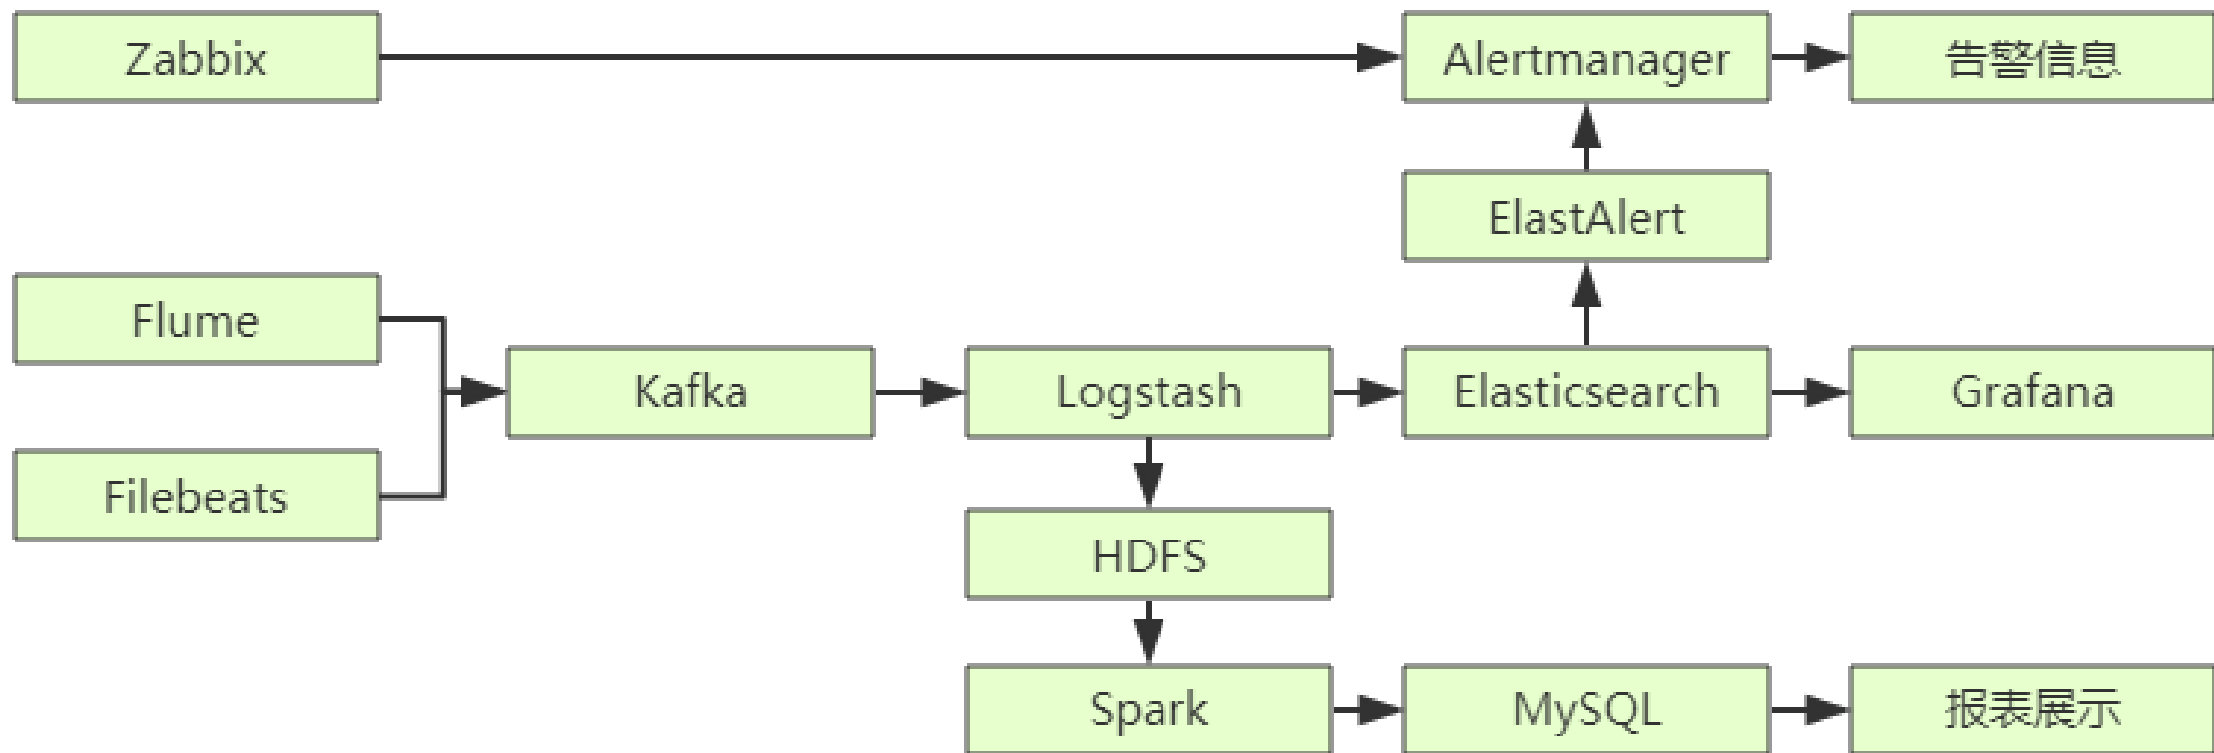 Zabbix
Alertmanager
告警信息
ElastAlert
Flume
Kafka
Logstash
Elasticsearch
Grafana
Filebeats
HDFS
Spark
MySQL
报表展示